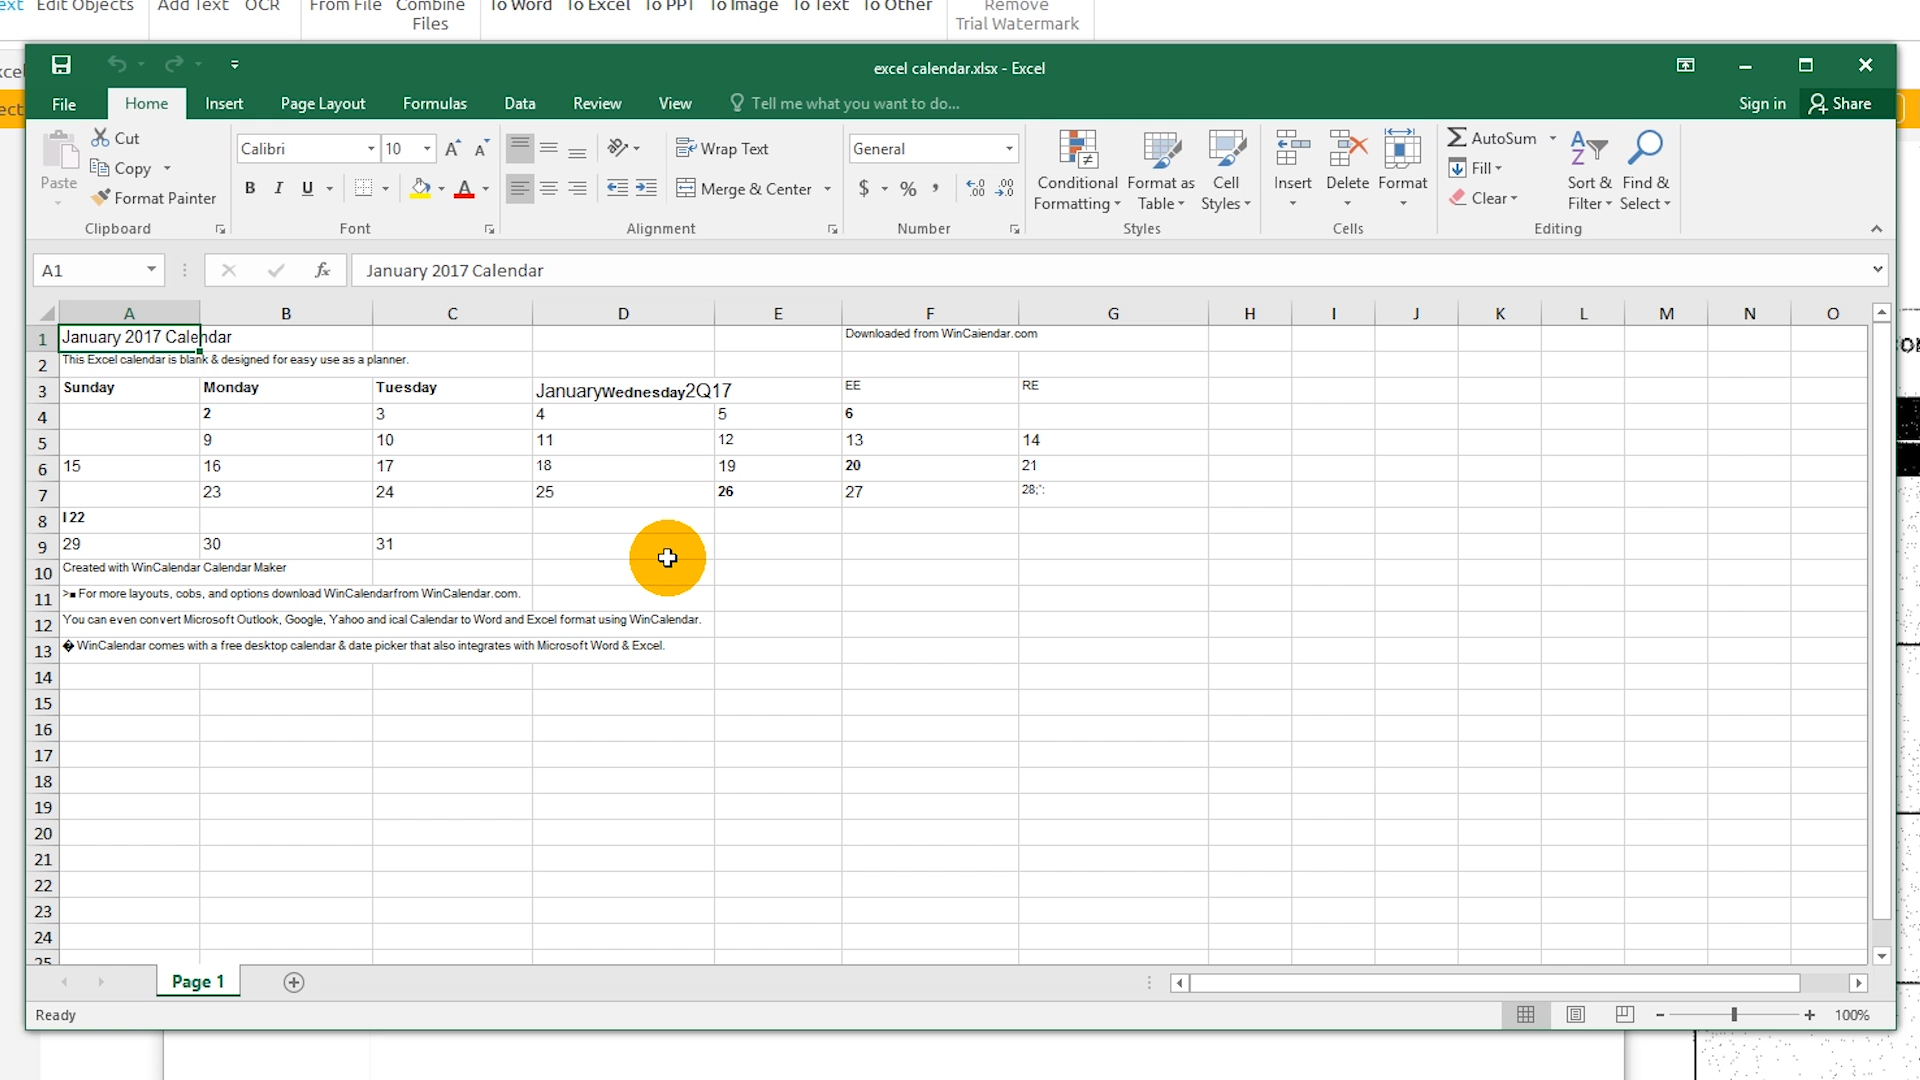 Edit Objects Add Text OCR From File Combine Files To Word To Excel To PPT To Image To Text To Other Remove Trial Watermark
excel calendar.xlsx - Excel
File Home Insert Page Layout Formulas Data Review View Tell me what you want to do... Sign in Share
Cut
Copy
Format Painter
Paste
Clipboard
Calibri 10
B I U
Font
Wrap Text
Merge & Center
Alignment
General
$ % ,
Number
Conditional Formatting
Format as Table
Cell Styles
Styles
Insert Delete Format
Cells
AutoSum
Fill
Clear
Sort & Filter
Find & Select
Editing
A1 fx January 2017 Calendar
A B C D E F G H I J K L M N O
1 January 2017 Calendar Downloaded from WinCaiendar.com
2 This Excel calendar is blank & designed for easy use as a planner.
3 Sunday Monday Tuesday JanuaryWednesday2Q17 EE RE
4 2 3 4 5 6
5 9 10 11 12 13 14
6 15 16 17 18 19 20 21
7 23 24 25 26 27 28;":
8 I 22
9 29 30 31
10 Created with WinCalendar Calendar Maker
11 >■ For more layouts, cobs, and options download WinCalendarfrom WinCalendar.com.
12 You can even convert Microsoft Outlook, Google, Yahoo and ical Calendar to Word and Excel format using WinCalendar.
13 � WinCalendar comes with a free desktop calendar & date picker that also integrates with Microsoft Word & Excel.
14
15
16
17
18
19
20
21
22
23
24
25
Page 1
Ready 100%